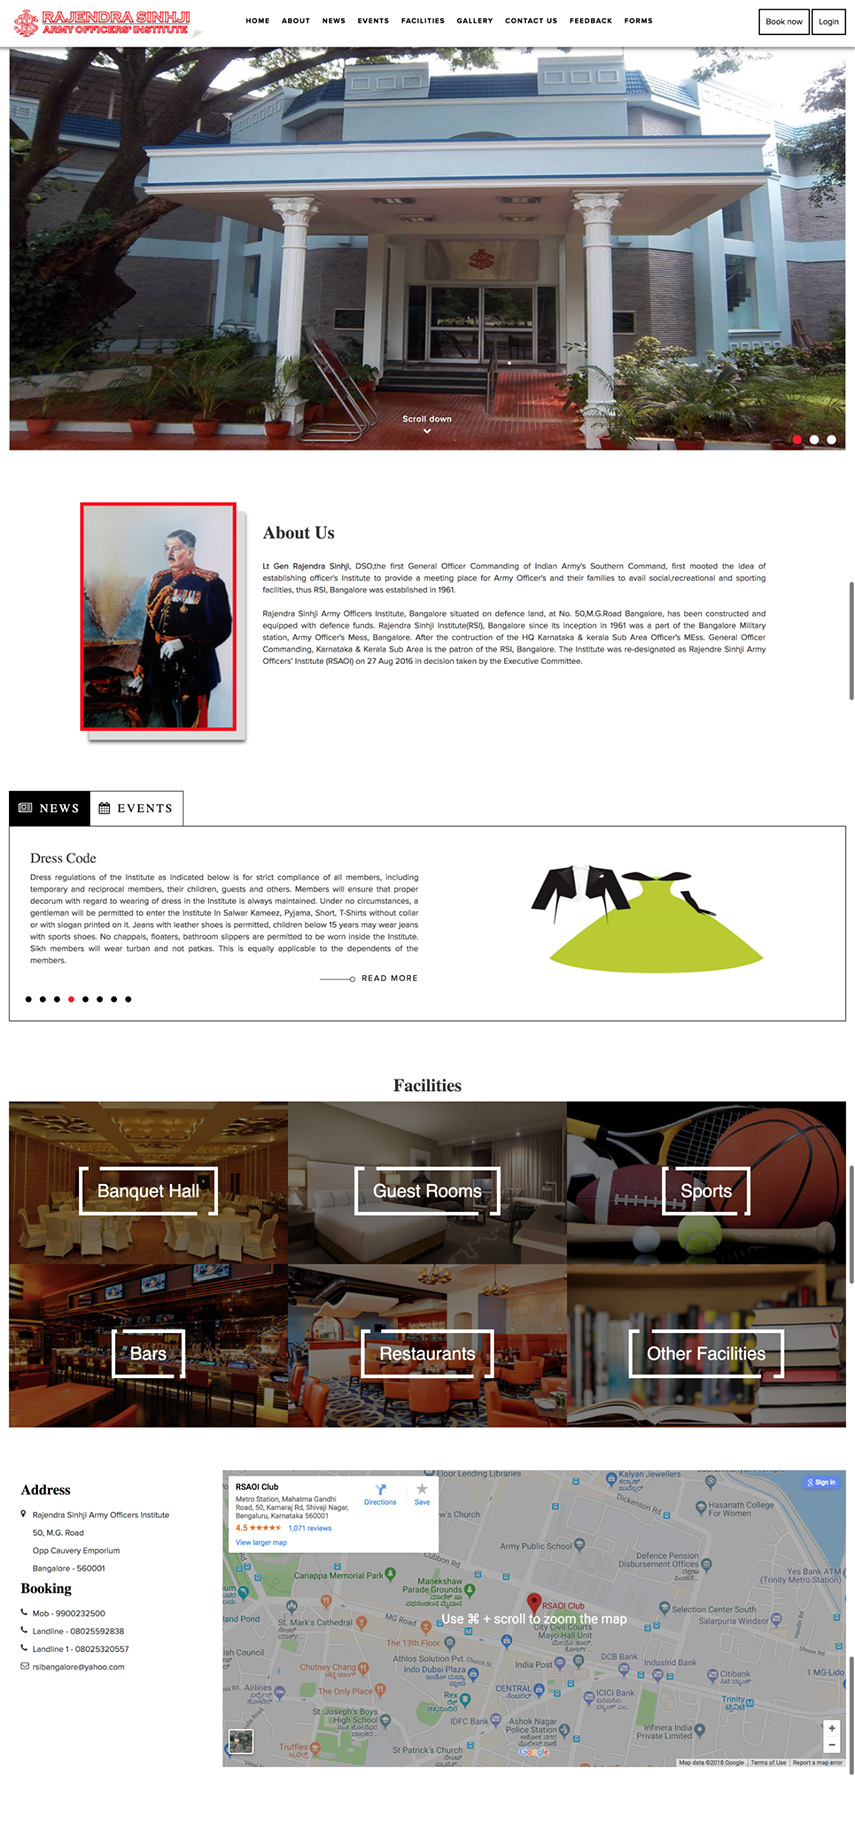 RAJENDRA SINHJI
ARMY OFFICERS' INSTITUTE
HOME ABOUT NEWS EVENTS FACILITIES GALLERY CONTACT US FEEDBACK FORMS
Book now Login
Scroll down
About Us
Lt Gen Rajendra Sinhji, DSO,the first General Officer Commanding of Indian Army's Southern Command, first mooted the idea of
establishing officer's Institute to provide a meeting place for Army Officer's and their families to avail social,recreational and sporting
facilities, thus RSI, Bangalore was established in 1961.
Rajendra Sinhji Army Officers Institute, Bangalore situated on defence land, at No. 50,M.G.Road Bangalore, has been constructed and
equipped with defence funds. Rajendra Sinhji Institute(RSI), Bangalore since its inception in 1961 was a part of the Bangalore Military
station, Army Officer's Mess, Bangalore. After the contruction of the HQ Karnataka & kerala Sub Area Officer's MEss. General Officer
Commanding, Karnataka & Kerala Sub Area is the patron of the RSI, Bangalore. The Institute was re-designated as Rajendre Sinhji Army
Officers' Institute (RSAOI) on 27 Aug 2016 in decision taken by the Executive Committee.
NEWS EVENTS
Dress Code
Dress regulations of the Institute as indicated below is for strict compliance of all members, including
temporary and reciprocal members, their children, guests and others. Members will ensure that proper
decorum with regard to wearing of dress in the Institute is always maintained. Under no circumstances, a
gentleman will be permitted to enter the Institute In Salwar Kameez, Pyjama, Short, T-Shirts without collar
or with slogan printed on it. Jeans with leather shoes is permitted, children below 15 years may wear jeans
with sports shoes. No chappals, floaters, bathroom slippers are permitted to be worn inside the Institute.
Sikh members will wear turban and not patkas. This is equally applicable to the dependents of the
members.
READ MORE
Facilities
Banquet Hall
Guest Rooms
Sports
Bars
Restaurants
Other Facilities
Address
Rajendra Sinhji Army Officers Institute
50, M.G. Road
Opp Cauvery Emporium
Bangalore - 560001
Booking
Mob - 9900232500
Landline - 08025592838
Landline 1 - 08025320557
rsibangalore@yahoo.com
RSAOI Club
Metro Station, Mahatma Gandhi
Road, 50, Kamaraj Rd, Shivaji Nagar,
Bengaluru, Karnataka 560001
4.5 1,071 reviews
View larger map
Directions
Save
Sign in
Floor Lending Libraries
Kalyan Jewellers
Dickenson Rd
Hasanath College
For Women
Army Public School
Defence Pension
Disbursement Offices
Yes Bank ATM
(Trinity Metro Station)
Cariappa Memorial Park
Cubbon Rd
Manekshaw
Parade Grounds
MG Road
St. Mark's Cathedral
The 13th Floor
RSAOI Club
Use ⌘ + scroll to zoom the map
City Civil Courts
Mayo Hall Unit
Selection Center South
Salarpuria Windsor
Athlos Solution Pvt
Indo Dubai Plaza
India Post
DCB Bank
IndusInd Bank
Citibank
1 MG-Lido
Chutney Chang
The Only Place
Airlines
Rex
CENTRAL
ICICI Bank
Trinity
St. Joseph's Boys
High School
IDFC Bank
Ashok Nagar
Police Station
Infinera India
Private Limited
Truffles
St Patrick's Church
Google
Map data ©2018 Google Terms of Use Report a map error